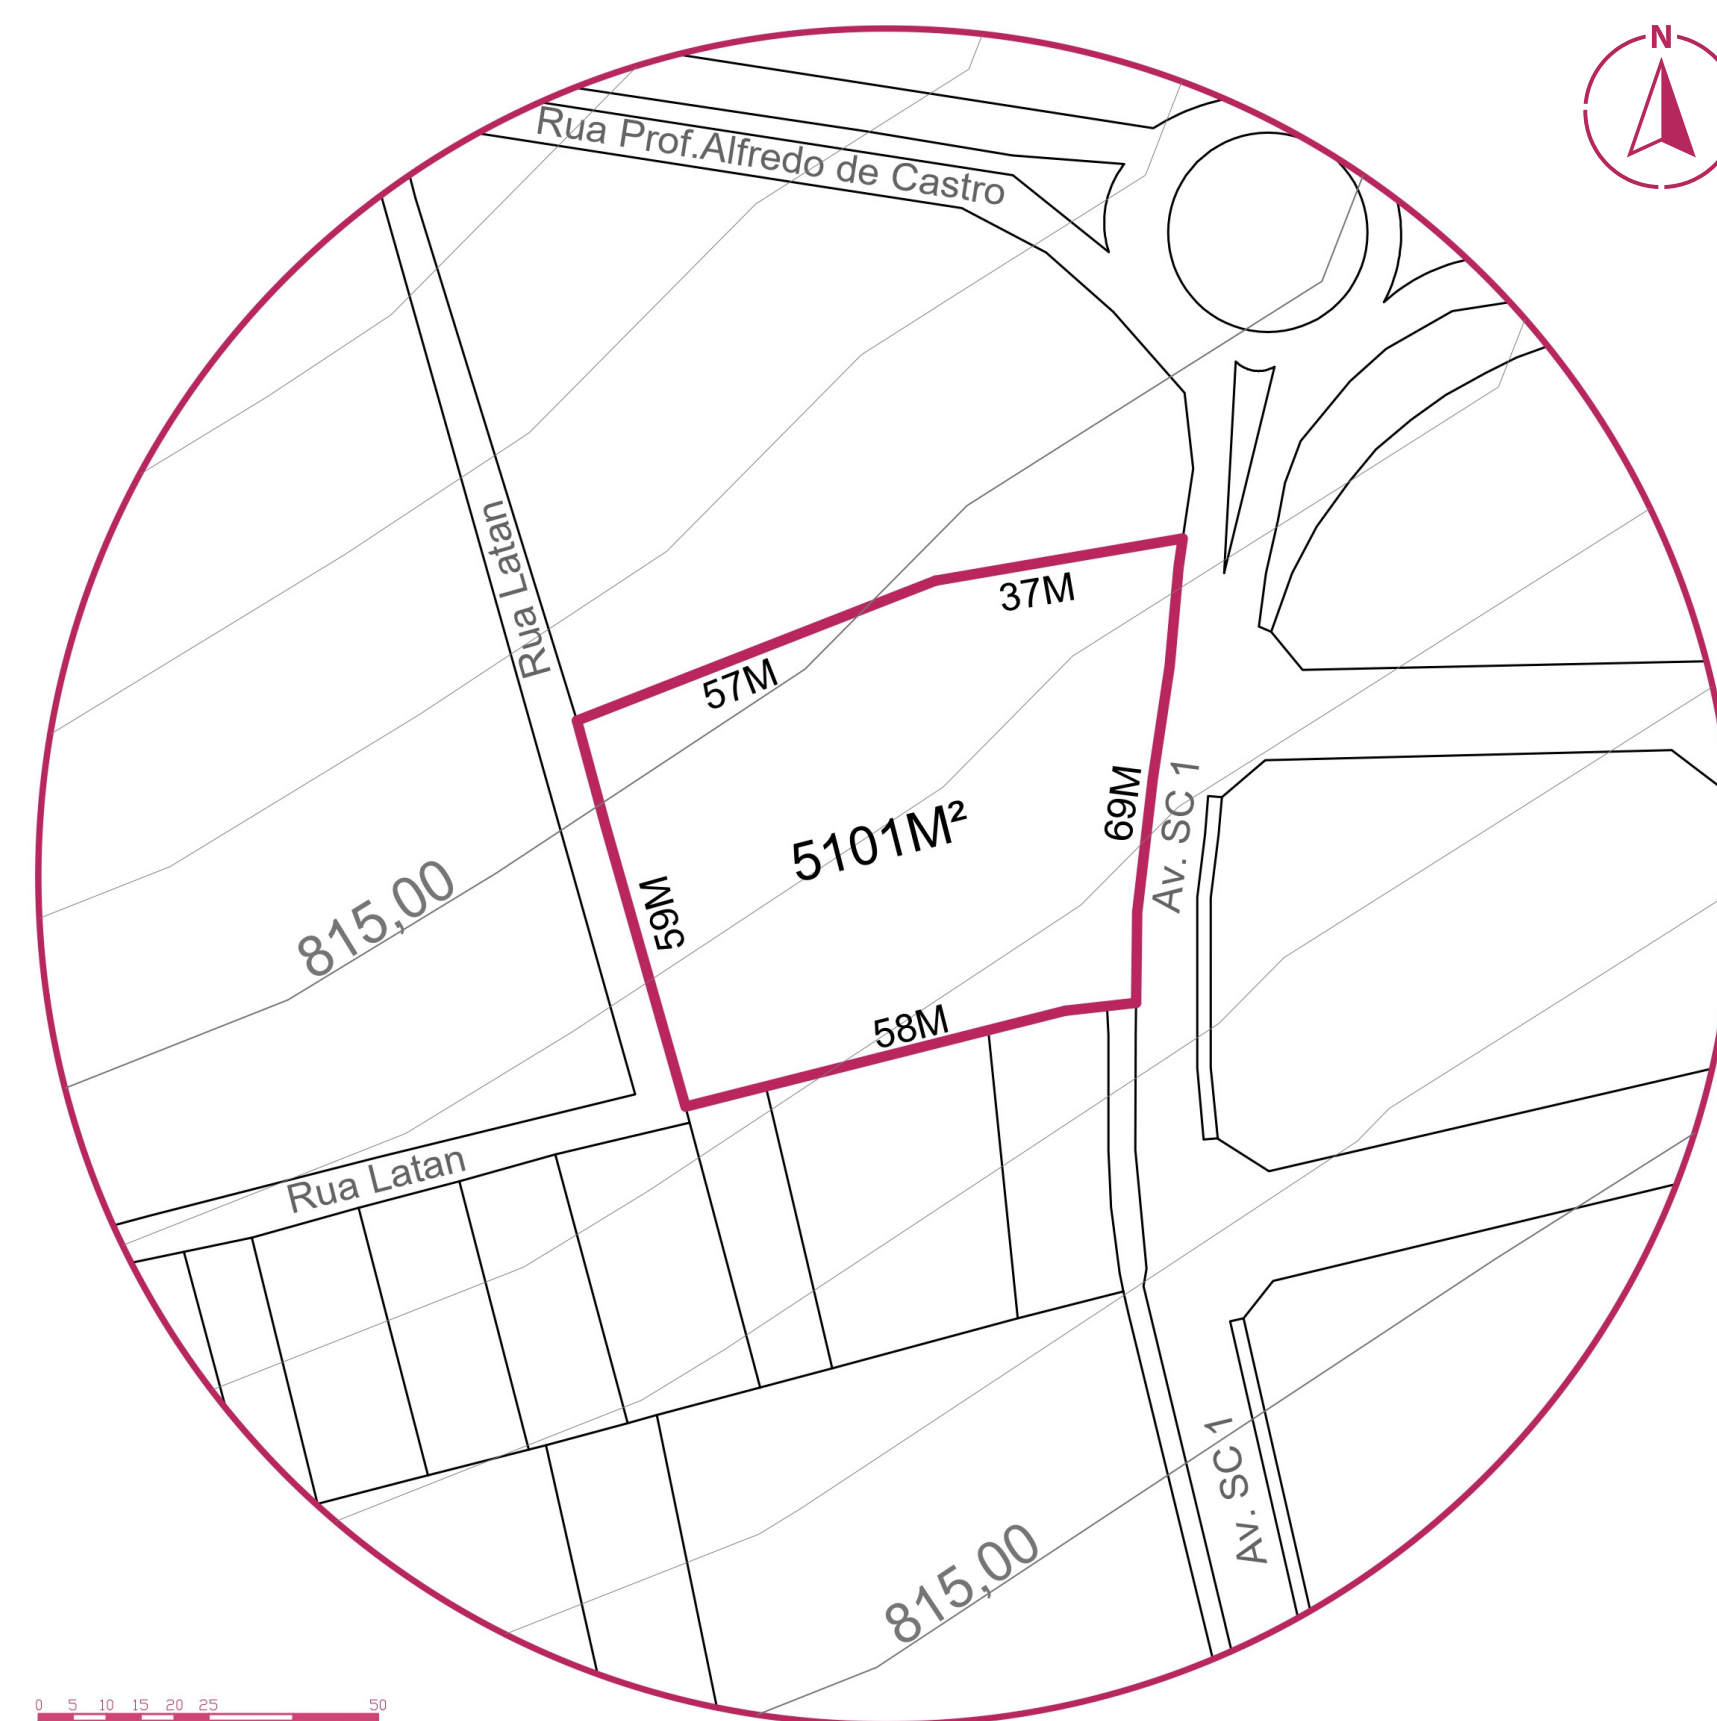 N
Rua Prof.Alfredo de Castro
Rua Latan
37M
57M
69M
Av. SC 1
5101M²
59M
815,00
58M
Rua Latan
Av. SC 1
815,00
0 5 10 15 20 25 50